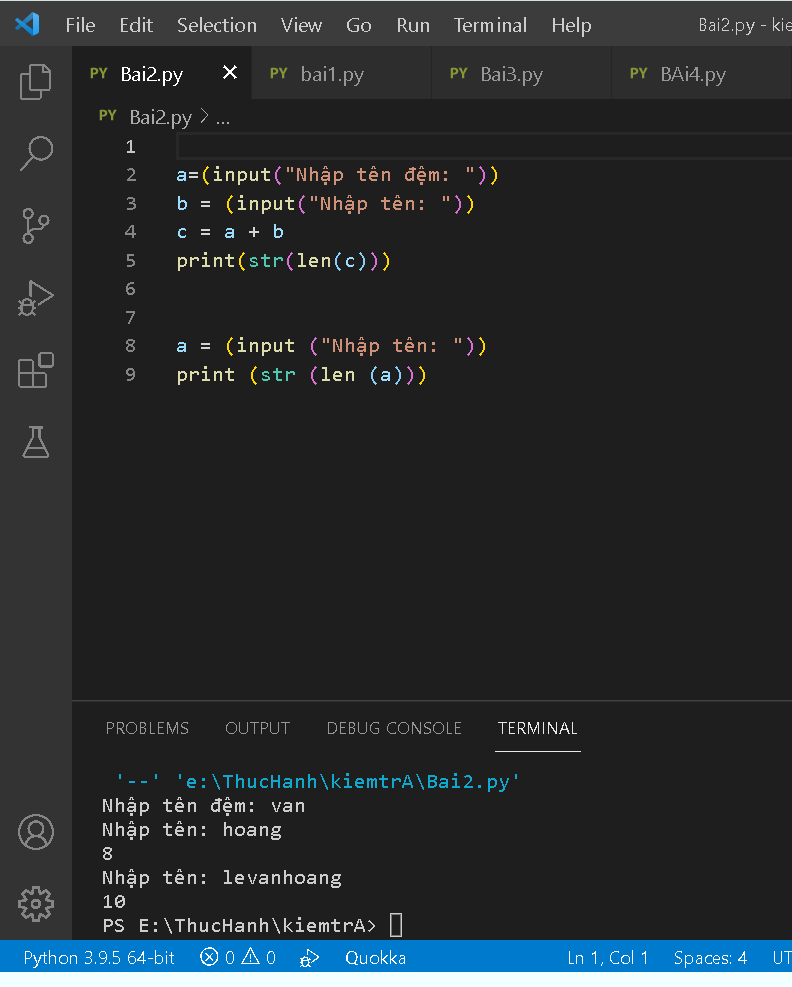 File Edit Selection View Go Run Terminal Help Bai2.py - kie
PY Bai2.py PY bai1.py PY Bai3.py PY BAi4.py
PY Bai2.py > ...
1
2 a=(input("Nhập tên đệm: "))
3 b = (input("Nhập tên: "))
4 c = a + b
5 print(str(len(c)))
6
7
8 a = (input ("Nhập tên: "))
9 print (str (len (a)))
PROBLEMS OUTPUT DEBUG CONSOLE TERMINAL
'--' 'e:\ThucHanh\kiemtrA\Bai2.py'
Nhập tên đệm: van
Nhập tên: hoang
8
Nhập tên: levanhoang
10
PS E:\ThucHanh\kiemtrA>
Python 3.9.5 64-bit 0 0 Quokka Ln 1, Col 1 Spaces: 4 UT